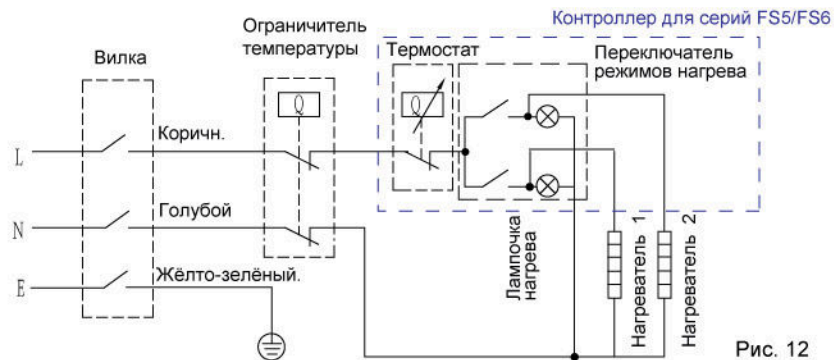 Контроллер для серий FS5/FS6
Ограничитель
температуры
Вилка
Термостат
Переключатель
режимов нагрева
Q
Q
L
Коричн.
N
Голубой
E
Жёлто-зелёный.
Лампочка
нагрева
Нагреватель 1
Нагреватель 2
Рис. 12